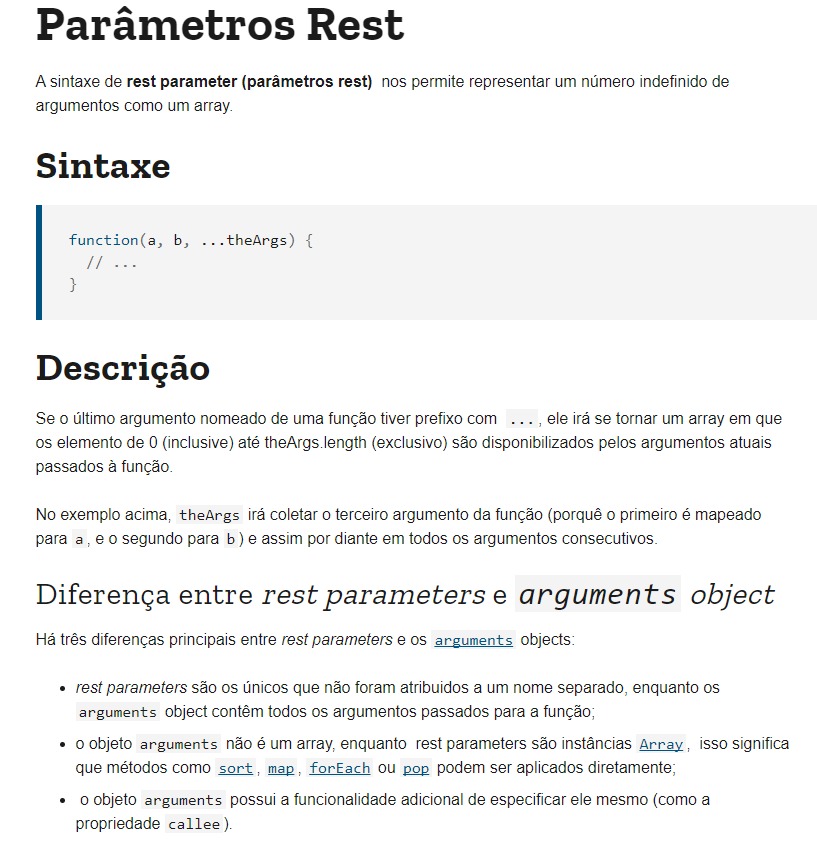 Parâmetros Rest
A sintaxe de rest parameter (parâmetros rest) nos permite representar um número indefinido de
argumentos como um array.
Sintaxe
function(a, b, ...theArgs) {
  // ...
}
Descrição
Se o último argumento nomeado de uma função tiver prefixo com ... , ele irá se tornar um array em que
os elemento de 0 (inclusive) até theArgs.length (exclusivo) são disponibilizados pelos argumentos atuais
passados à função.
No exemplo acima, theArgs irá coletar o terceiro argumento da função (porquê o primeiro é mapeado
para a , e o segundo para b ) e assim por diante em todos os argumentos consecutivos.
Diferença entre rest parameters e arguments object
Há três diferenças principais entre rest parameters e os arguments objects:
• rest parameters são os únicos que não foram atribuidos a um nome separado, enquanto os
arguments object contêm todos os argumentos passados para a função;
• o objeto arguments não é um array, enquanto rest parameters são instâncias Array , isso significa
que métodos como sort , map , forEach ou pop podem ser aplicados diretamente;
• o objeto arguments possui a funcionalidade adicional de especificar ele mesmo (como a
propriedade callee ).